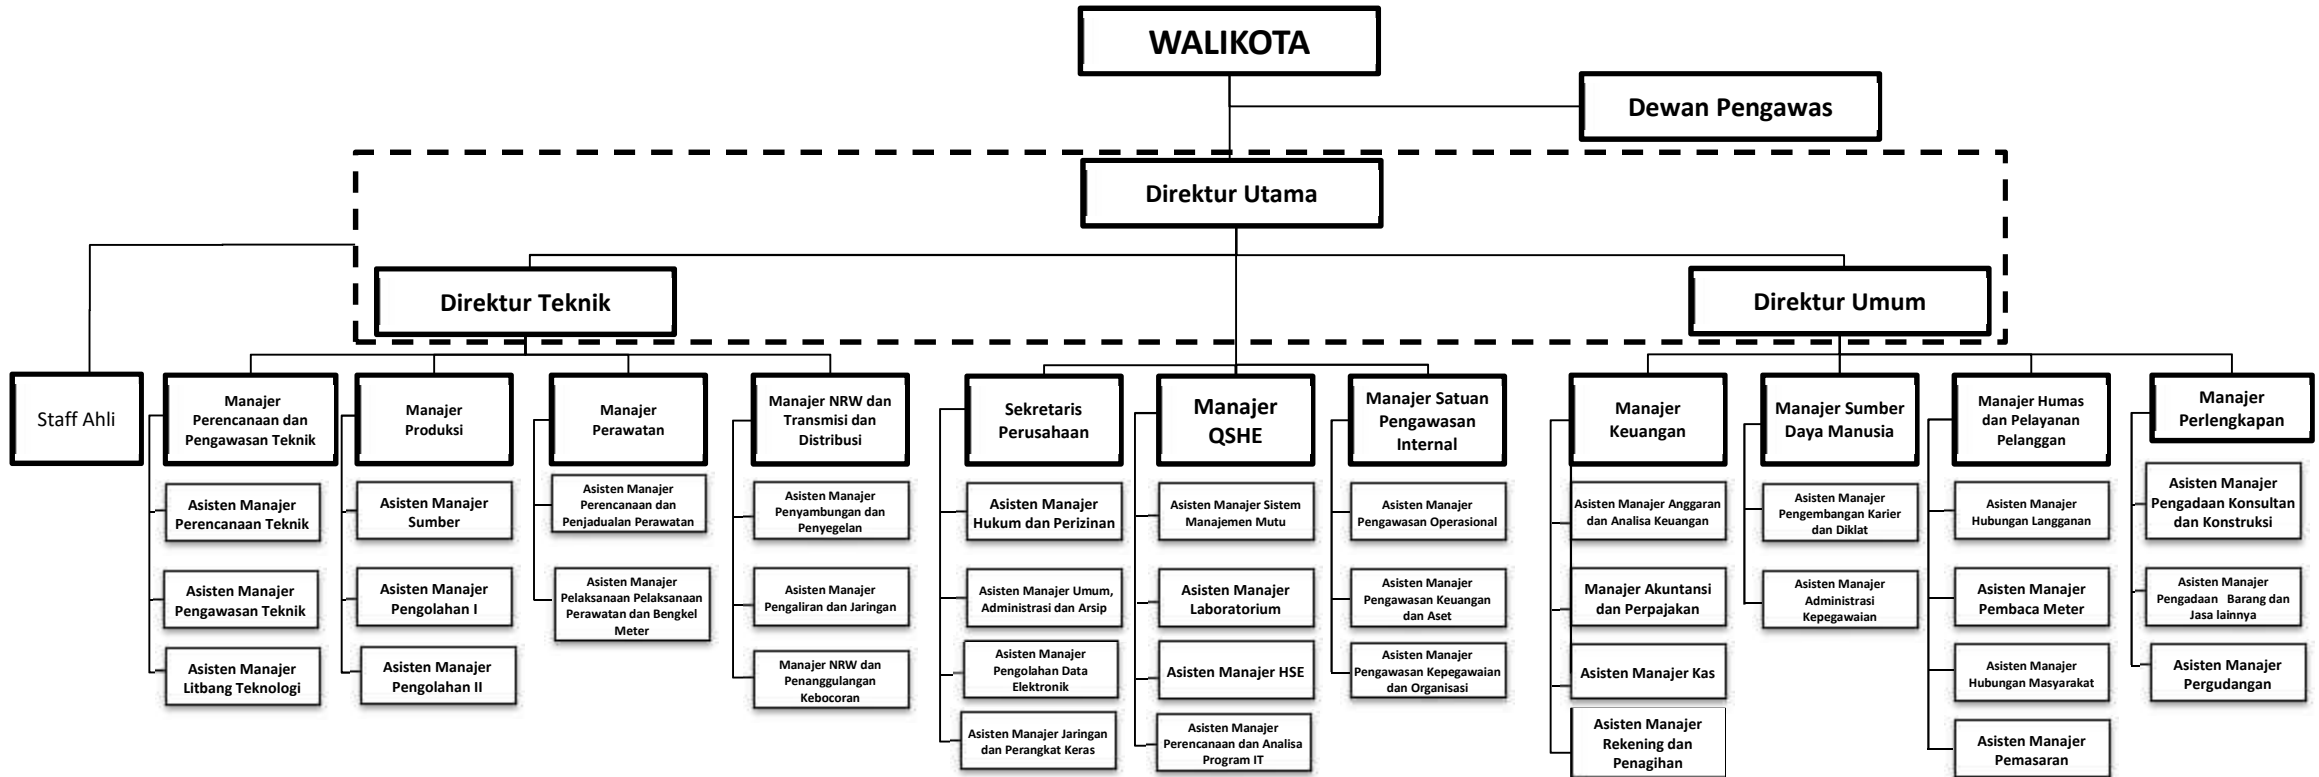 WALIKOTA
Dewan Pengawas
Direktur Utama
Direktur Teknik
Direktur Umum
Staff Ahli
Manajer
Perencanaan dan
Pengawasan Teknik
Asisten Manajer
Perencanaan Teknik
Asisten Manajer
Pengawasan Teknik
Asisten Manajer
Litbang Teknologi
Manajer
Produksi
Asisten Manajer
Sumber
Asisten Manajer
Pengolahan I
Asisten Manajer
Pengolahan II
Manajer
Perawatan
Asisten Manajer
Perencanaan dan
Penjadualan Perawatan
Asisten Manajer
Pelaksanaan Pelaksanaan
Perawatan dan Bengkel
Meter
Manajer NRW dan
Transmisi dan
Distribusi
Asisten Manajer
Penyambungan dan
Penyegelan
Asisten Manajer
Pengaliran dan Jaringan
Manajer NRW dan
Penanggulangan
Kebocoran
Sekretaris
Perusahaan
Asisten Manajer
Hukum dan Perizinan
Asisten Manajer Umum,
Administrasi dan Arsip
Asisten Manajer
Pengolahan Data
Elektronik
Asisten Manajer Jaringan
dan Perangkat Keras
Manajer
QSHE
Asisten Manajer Sistem
Manajemen Mutu
Asisten Manajer
Laboratorium
Asisten Manajer HSE
Asisten Manajer
Perencanaan dan Analisa
Program IT
Manajer Satuan
Pengawasan
Internal
Asisten Manajer
Pengawasan Operasional
Asisten Manajer
Pengawasan Keuangan
dan Aset
Asisten Manajer
Pengawasan Kepegawaian
dan Organisasi
Manajer
Keuangan
Asisten Manajer Anggaran
dan Analisa Keuangan
Manajer Akuntansi
dan Perpajakan
Asisten Manajer Kas
Asisten Manajer
Rekening dan
Penagihan
Manajer Sumber
Daya Manusia
Asisten Manajer
Pengembangan Karier
dan Diklat
Asisten Manajer
Administrasi
Kepegawaian
Manajer Humas
dan Pelayanan
Pelanggan
Asisten Manajer
Hubungan Langganan
Asisten Manajer
Pembaca Meter
Asisten Manajer
Hubungan Masyarakat
Asisten Manajer
Pemasaran
Manajer
Perlengkapan
Asisten Manajer
Pengadaan Konsultan
dan Konstruksi
Asisten Manajer
Pengadaan Barang dan
Jasa lainnya
Asisten Manajer
Pergudangan